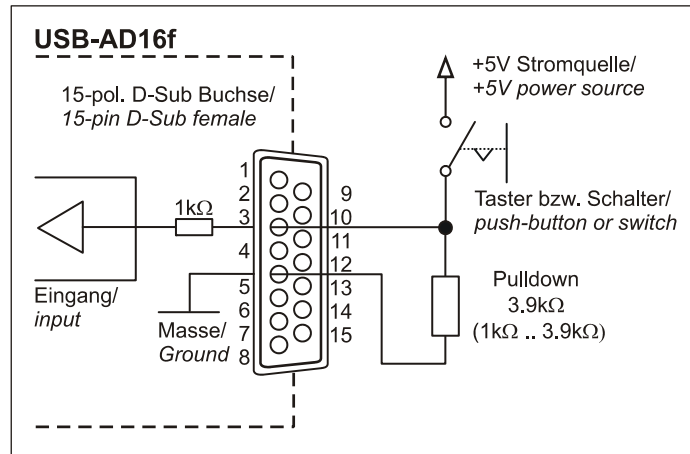 USB-AD16f
15-pol. D-Sub Buchse/
15-pin D-Sub female
+5V Stromquelle/
+5V power source
1
2
3
4
5
6
7
8
9
10
11
12
13
14
15
1kΩ
Eingang/
input
Masse/
Ground
Taster bzw. Schalter/
push-button or switch
Pulldown
3.9kΩ
(1kΩ .. 3.9kΩ)